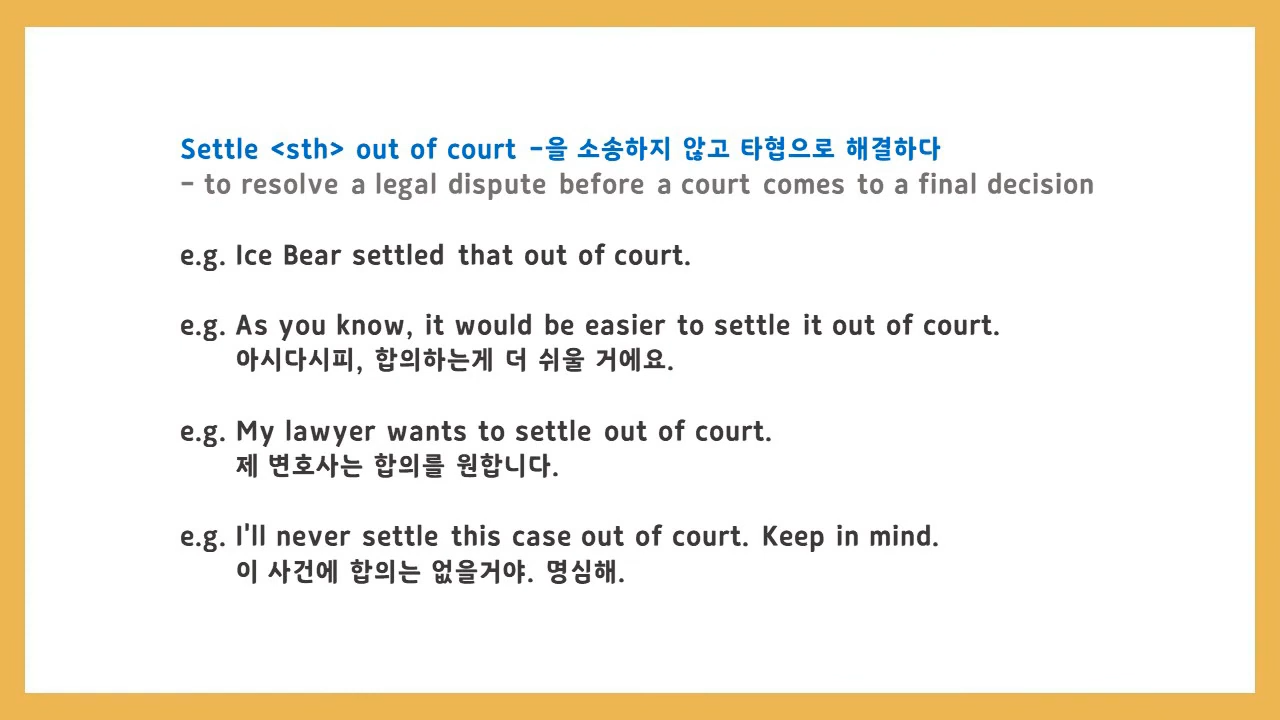 Settle <sth> out of court -을 소송하지 않고 타협으로 해결하다
- to resolve a legal dispute before a court comes to a final decision
e.g. Ice Bear settled that out of court.
e.g. As you know, it would be easier to settle it out of court.
아시다시피, 합의하는게 더 쉬울 거에요.
e.g. My lawyer wants to settle out of court.
제 변호사는 합의를 원합니다.
e.g. I'll never settle this case out of court. Keep in mind.
이 사건에 합의는 없을거야. 명심해.